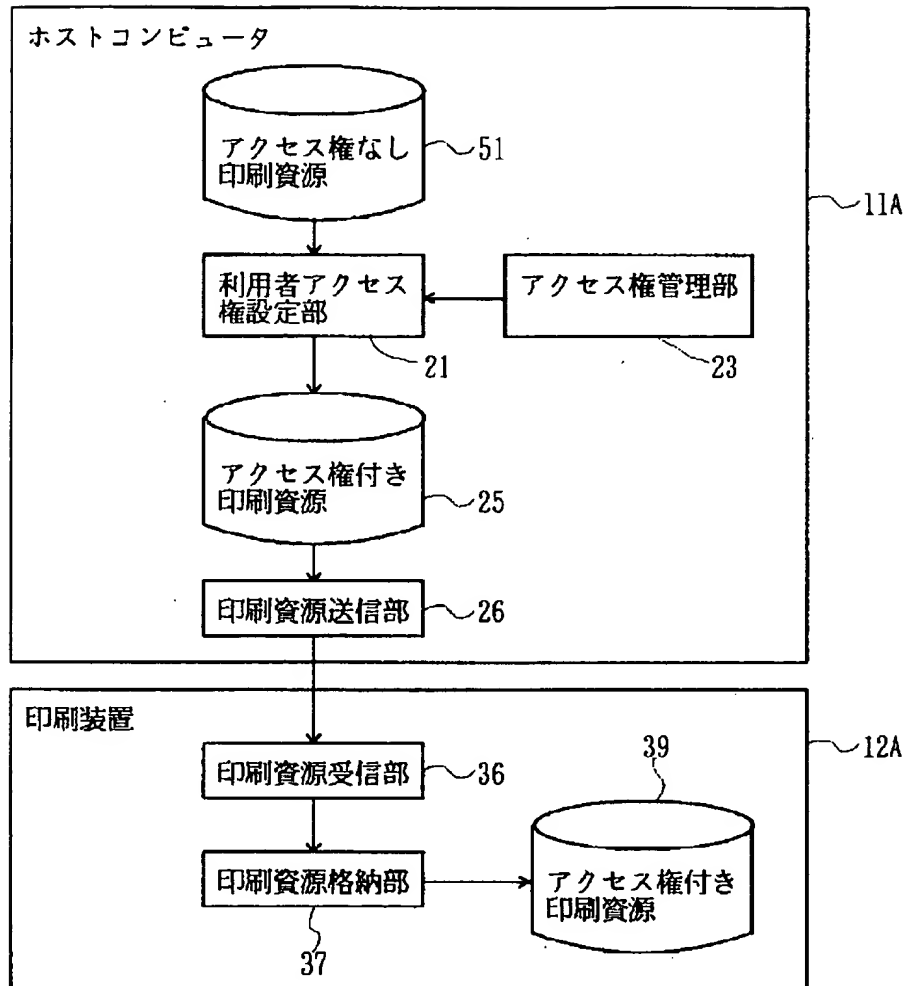 ホストコンピュータ
アクセス権なし
印刷資源
51
11A
利用者アクセス
権設定部
アクセス権管理部
21
23
アクセス権付き
印刷資源
25
印刷資源送信部
26
印刷装置
12A
印刷資源受信部
36
39
印刷資源格納部
アクセス権付き
印刷資源
37